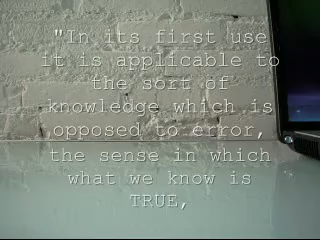 "In its first use
it is applicable to
the sort of
knowledge which is
opposed to error,
the sense in which
what we know is
TRUE,